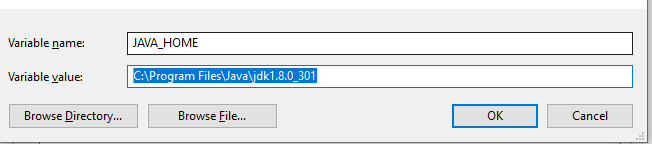 Variable name: JAVA_HOME
Variable value: C:\Program Files\Java\jdk1.8.0_301
Browse Directory... Browse File... OK Cancel